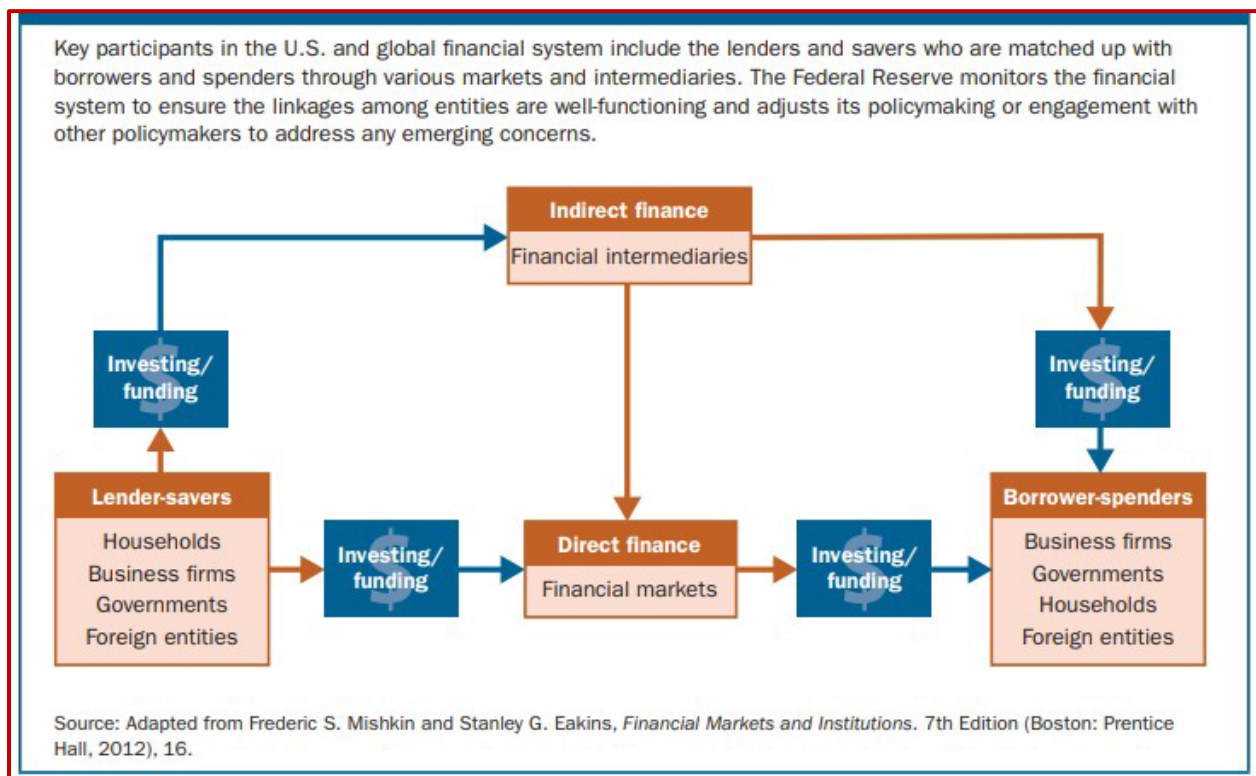 Key participants in the U.S. and global financial system include the lenders and savers who are matched up with
borrowers and spenders through various markets and intermediaries. The Federal Reserve monitors the financial
system to ensure the linkages among entities are well-functioning and adjusts its policymaking or engagement with
other policymakers to address any emerging concerns.
Indirect finance
Financial intermediaries
Investing/
funding
Investing/
funding
Lender-savers
Households
Business firms
Governments
Foreign entities
Investing/
funding
Direct finance
Financial markets
Investing/
funding
Borrower-spenders
Business firms
Governments
Households
Foreign entities
Source: Adapted from Frederic S. Mishkin and Stanley G. Eakins, Financial Markets and Institutions. 7th Edition (Boston: Prentice
Hall, 2012), 16.